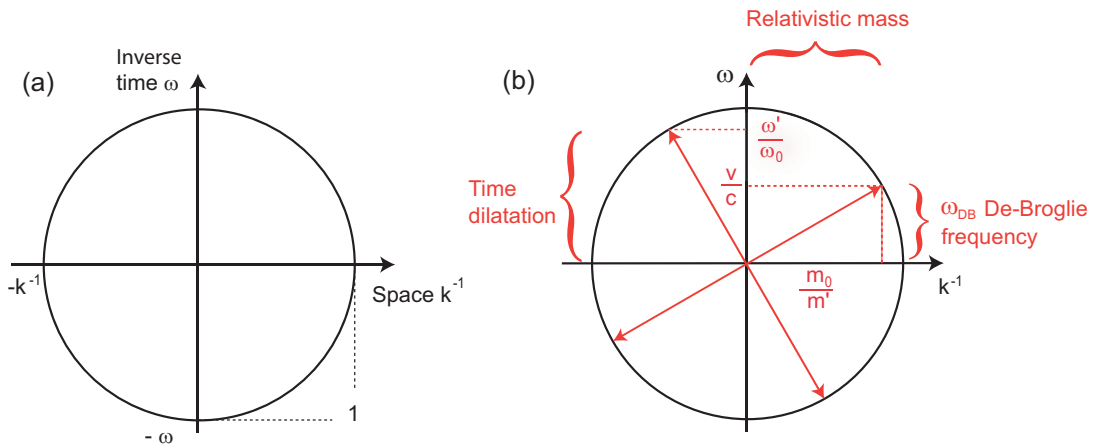 (a)
Inverse
time ω
-k⁻¹
Space k⁻¹
1
- ω
(b)
Relativistic mass
ω
ω'
ω₀
v
c
Time
dilatation
ω_DB De-Broglie
frequency
m₀
m'
k⁻¹